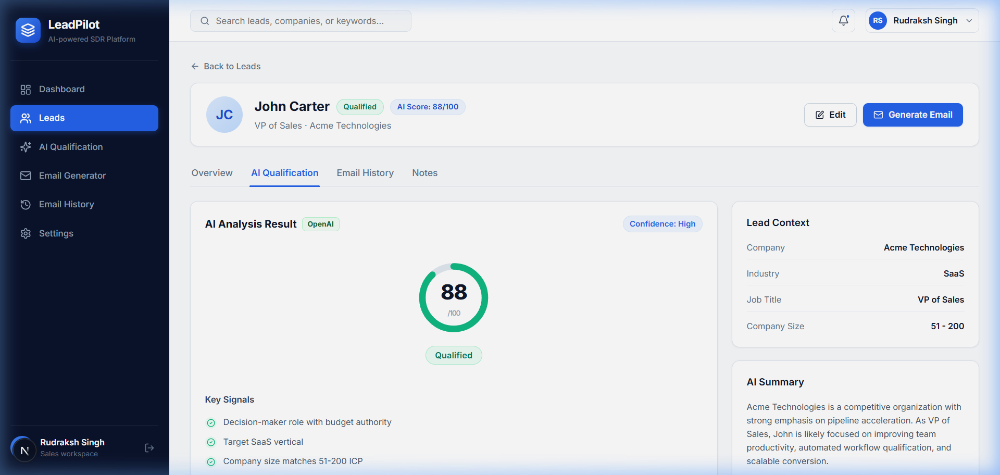 LeadPilot
AI-powered SDR Platform
Dashboard
Leads
AI Qualification
Email Generator
Email History
Settings
N
Rudraksh Singh
Sales workspace
Search leads, companies, or keywords...
RS
Rudraksh Singh
Back to Leads
JC
John Carter
Qualified
AI Score: 88/100
VP of Sales · Acme Technologies
Edit
Generate Email
Overview
AI Qualification
Email History
Notes
AI Analysis Result
OpenAI
Confidence: High
88
/100
Qualified
Key Signals
Decision-maker role with budget authority
Target SaaS vertical
Company size matches 51-200 ICP
Lead Context
Company
Acme Technologies
Industry
SaaS
Job Title
VP of Sales
Company Size
51 - 200
AI Summary
Acme Technologies is a competitive organization with
strong emphasis on pipeline acceleration. As VP of
Sales, John is likely focused on improving team
productivity, automated workflow qualification, and
scalable conversion.